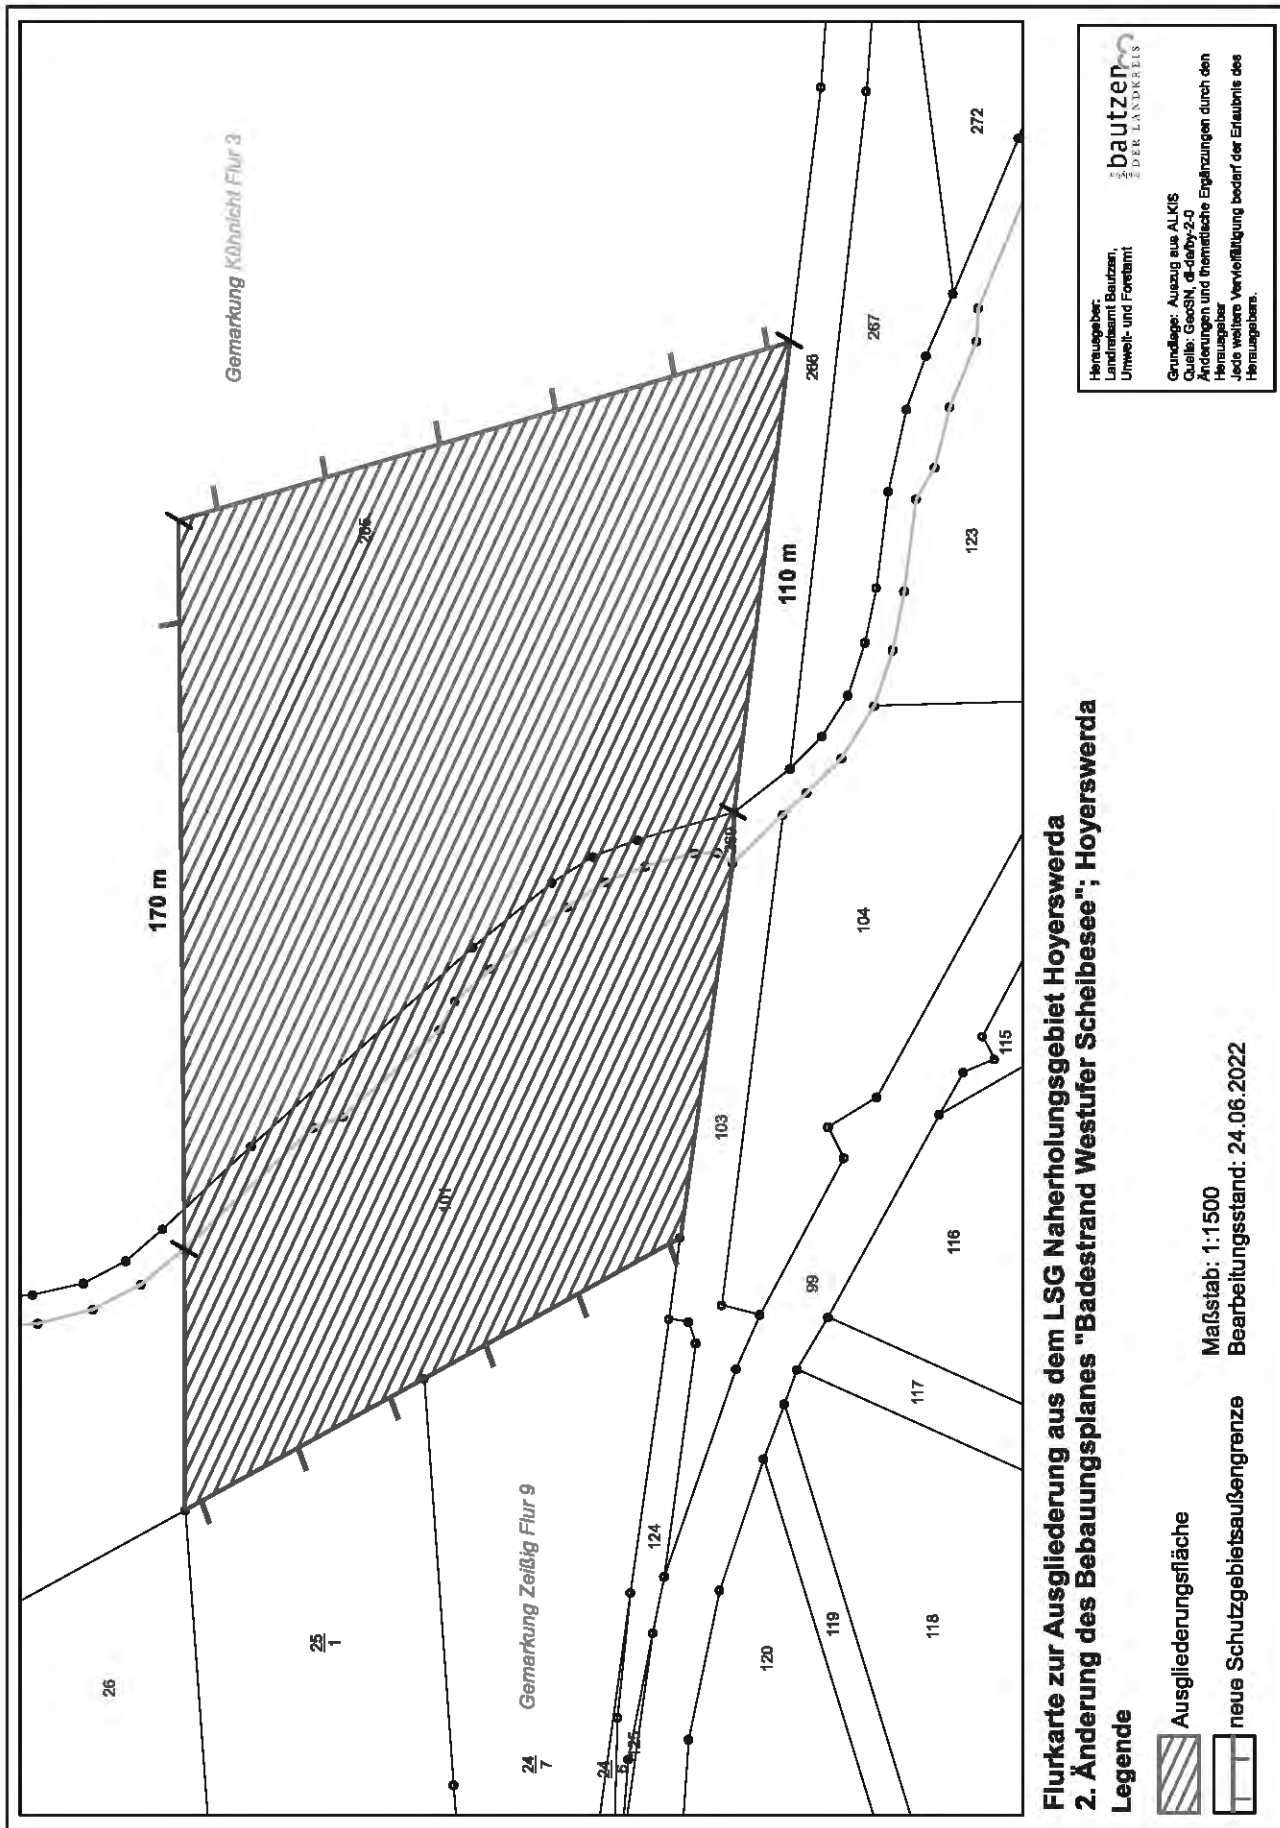 Gemarkung Kühnicht Flur 3
170 m
265
110 m
266
267
272
123
269
101
103
104
115
99
116
117
118
119
120
124
125
26
25
1
24
7
24
6
Gemarkung Zeißig Flur 9
Flurkarte zur Ausgliederung aus dem LSG Naherholungsgebiet Hoyerswerda
2. Änderung des Bebauungsplanes "Badestrand Westufer Scheibesee"; Hoyerswerda
Legende
Ausgliederungsfläche
neue Schutzgebietsaußengrenze
Maßstab: 1:1500
Bearbeitungsstand: 24.06.2022
Herausgeber:
Landratsamt Bautzen,
Umwelt- und Forstamt
bautzen
DER LANDKREIS
Grundlage: Auszug aus ALKIS
Quelle: GeoSN, dl-de/by-2-0
Änderungen und thematische Ergänzungen durch den
Herausgeber
Jede weitere Vervielfältigung bedarf der Erlaubnis des
Herausgebers.